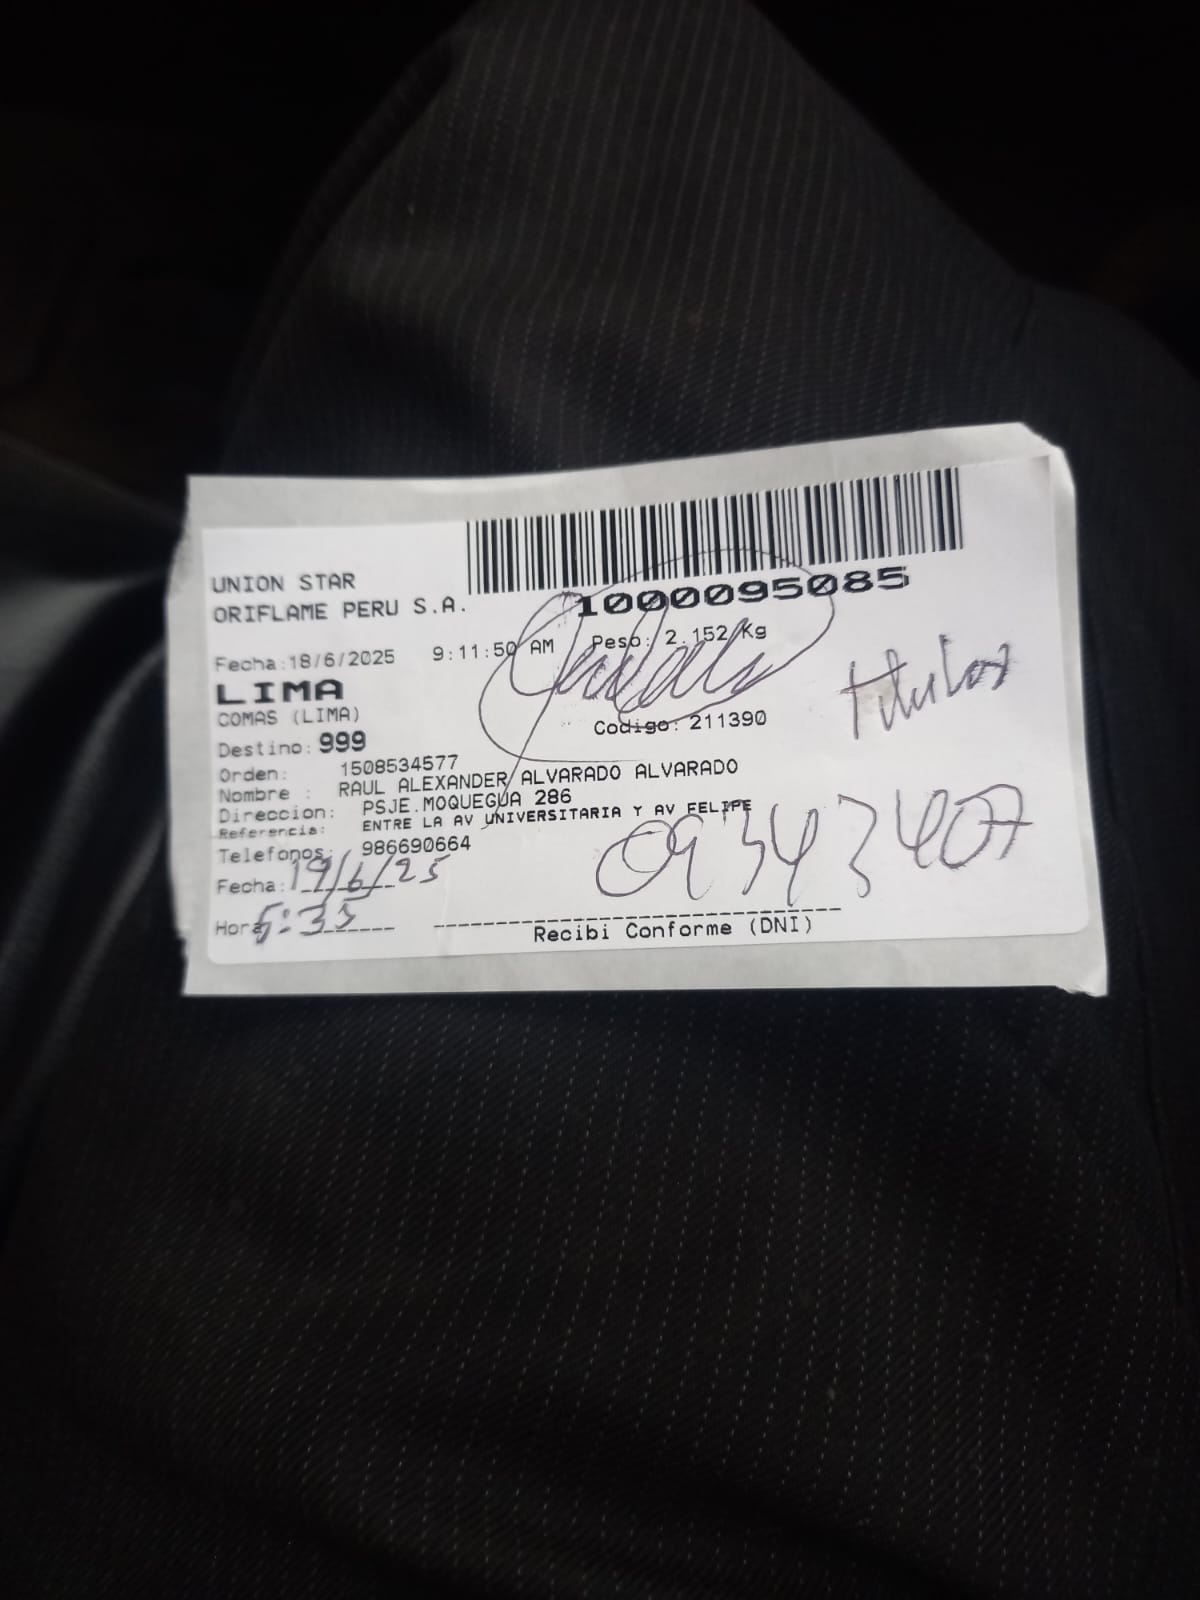 UNION STAR
ORIFLAME PERU S.A.
1000095085
Fecha:18/6/2025 9:11:50 AM Peso: 2.152 Kg
LIMA
COMAS (LIMA)
Codigo: 211390
titular
Destino: 999
Orden: 1508534577
Nombre : RAUL ALEXANDER ALVARADO ALVARADO
Direccion: PSJE.MOQUEGUA 286
Referencia: ENTRE LA AV UNIVERSITARIA Y AV FELIPE
Telefonos: 986690664
Fecha: 19/6/25
Hora: 5:35
Recibi Conforme (DNI)